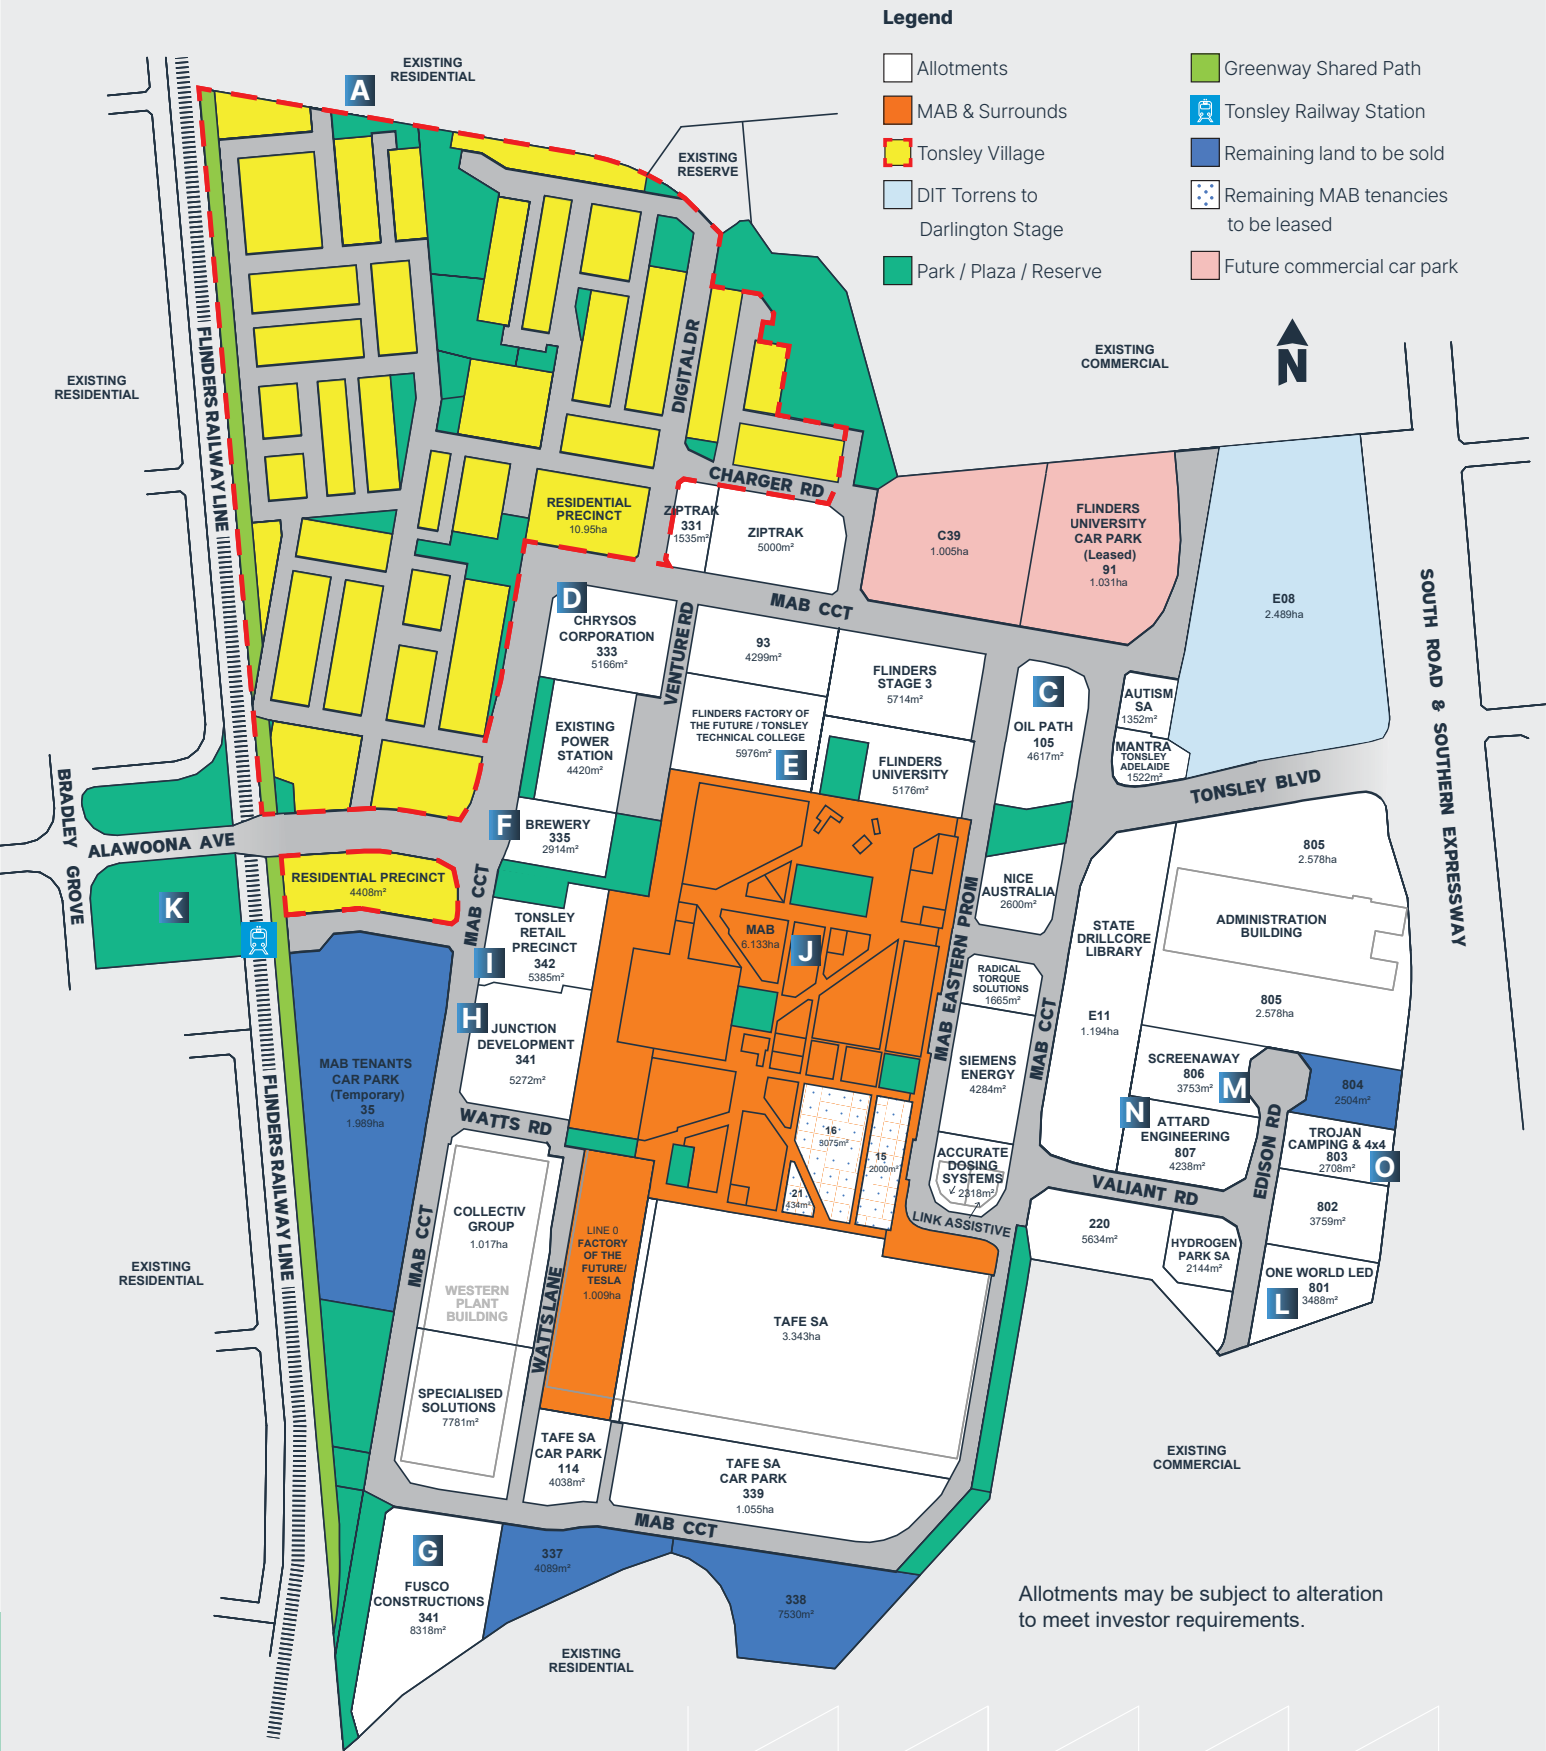 Legend
Allotments
MAB & Surrounds
Tonsley Village
DIT Torrens to
Darlington Stage
Park / Plaza / Reserve
Greenway Shared Path
Tonsley Railway Station
Remaining land to be sold
Remaining MAB tenancies
to be leased
Future commercial car park
N
EXISTING
RESIDENTIAL
A
EXISTING
RESERVE
EXISTING
COMMERCIAL
EXISTING
RESIDENTIAL
FLINDERS RAILWAY LINE
DIGITAL DR
CHARGER RD
RESIDENTIAL
PRECINCT
10.95ha
ZIPTRAK
331
1535m²
ZIPTRAK
5000m²
C39
1.005ha
FLINDERS
UNIVERSITY
CAR PARK
(Leased)
91
1.031ha
E08
2.489ha
SOUTH ROAD & SOUTHERN EXPRESSWAY
MAB CCT
D
CHRYSOS
CORPORATION
333
5166m²
VENTURE RD
93
4299m²
FLINDERS
STAGE 3
5714m²
C
OIL PATH
105
4617m²
AUTISM
SA
1352m²
MANTRA
TONSLEY
ADELAIDE
1522m²
TONSLEY BLVD
EXISTING
POWER
STATION
4420m²
FLINDERS FACTORY OF
THE FUTURE / TONSLEY
TECHNICAL COLLEGE
5976m²
E
FLINDERS
UNIVERSITY
5176m²
BRADLEY GROVE
ALAWOONA AVE
F
BREWERY
335
2914m²
805
2.578ha
RESIDENTIAL PRECINCT
4408m²
K
MAB CCT
NICE
AUSTRALIA
2600m²
ADMINISTRATION
BUILDING
STATE
DRILLCORE
LIBRARY
TONSLEY
RETAIL
PRECINCT
342
5385m²
I
MAB
6.133ha
J
MAB EASTERN PROM
RADICAL
TORQUE
SOLUTIONS
1665m²
805
2.578ha
E11
1.194ha
H
JUNCTION
DEVELOPMENT
341
5272m²
MAB CCT
SIEMENS
ENERGY
4284m²
SCREENAWAY
806
3753m²
M
804
2504m²
MAB TENANTS
CAR PARK
(Temporary)
35
1.989ha
FLINDERS RAILWAY LINE
WATTS RD
16
8075m²
15
2000m²
21
434m²
N
ATTARD
ENGINEERING
807
4238m²
EDISON RD
TROJAN
CAMPING & 4x4
803
2708m²
O
ACCURATE
DOSING
SYSTEMS
2318m²
VALIANT RD
LINK ASSISTIVE
COLLECTIV
GROUP
1.017ha
MAB CCT
LINE 0
FACTORY
OF THE
FUTURE/
TESLA
1.009ha
220
5634m²
HYDROGEN
PARK SA
2144m²
802
3759m²
EXISTING
RESIDENTIAL
WESTERN
PLANT
BUILDING
WATTS LANE
ONE WORLD LED
801
3488m²
L
TAFE SA
3.343ha
SPECIALISED
SOLUTIONS
7781m²
TAFE SA
CAR PARK
114
4038m²
TAFE SA
CAR PARK
339
1.055ha
EXISTING
COMMERCIAL
MAB CCT
G
FUSCO
CONSTRUCTIONS
341
8318m²
337
4089m²
338
7530m²
EXISTING
RESIDENTIAL
Allotments may be subject to alteration
to meet investor requirements.